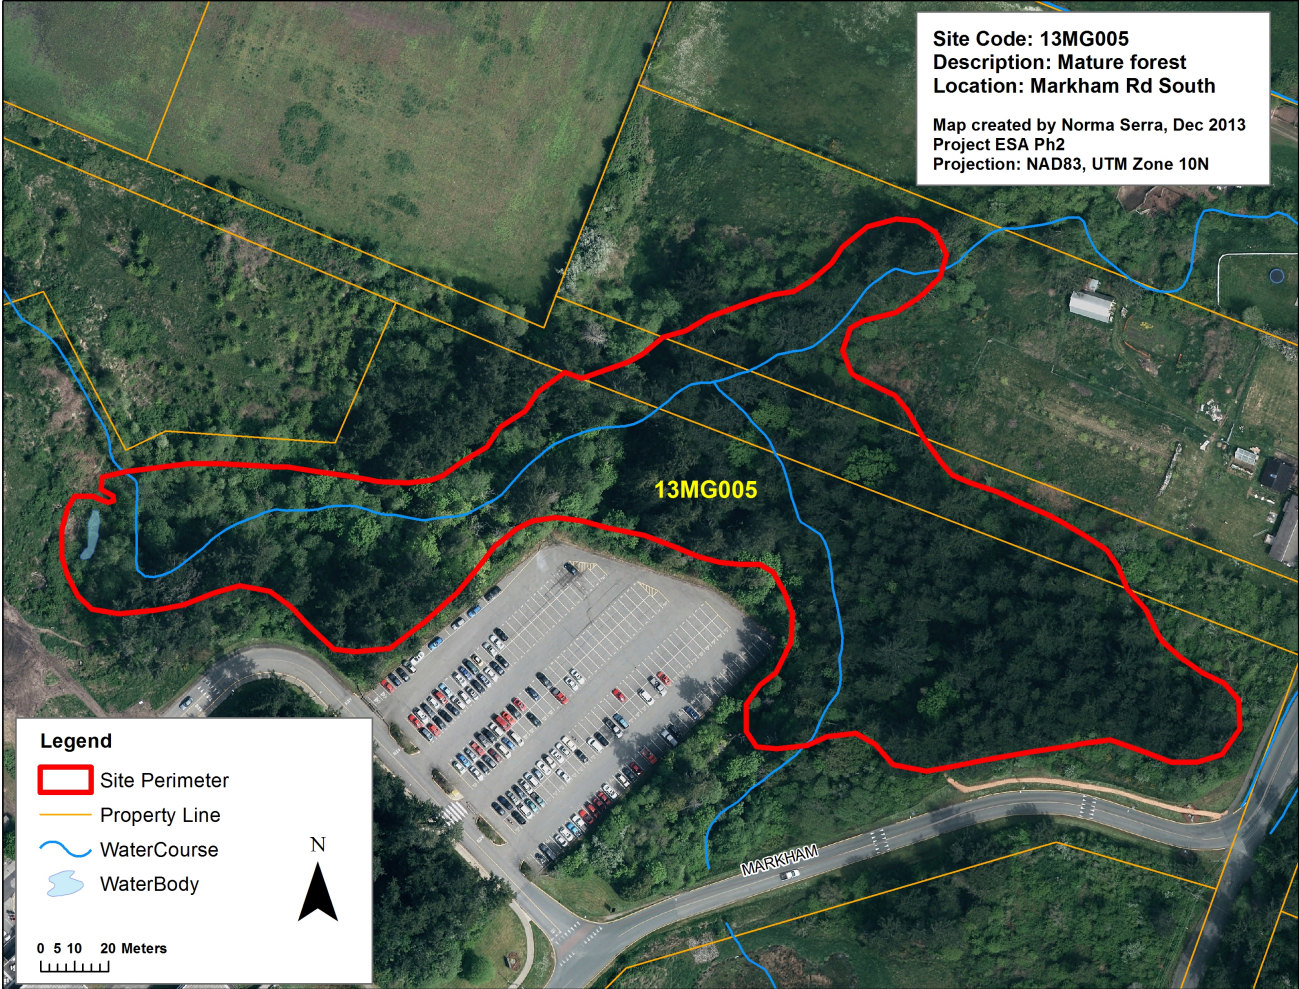 Site Code: 13MG005
Description: Mature forest
Location: Markham Rd South
Map created by Norma Serra, Dec 2013
Project ESA Ph2
Projection: NAD83, UTM Zone 10N
13MG005
MARKHAM
Legend
Site Perimeter
Property Line
WaterCourse
WaterBody
N
0 5 10 20 Meters